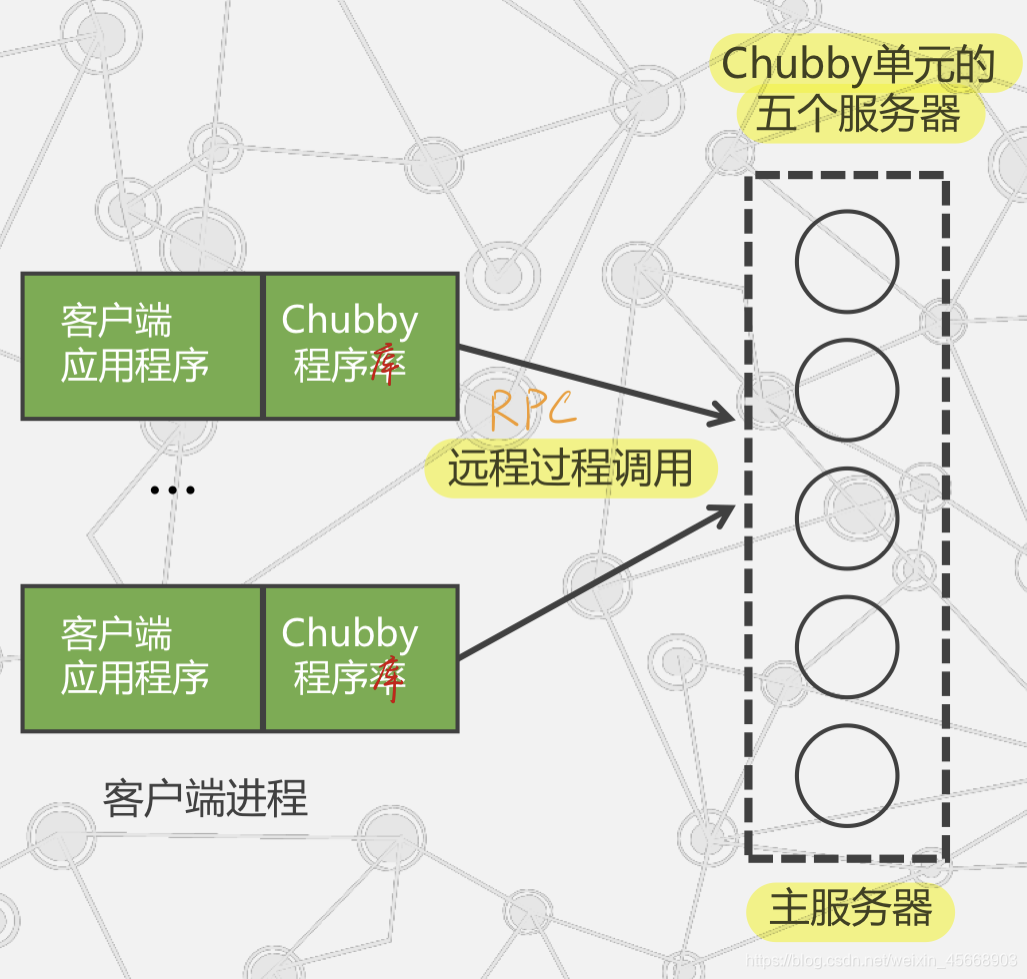 Chubby单元的
五个服务器
客户端
应用程序
Chubby
程序率
库
RPC
远程过程调用
...
客户端
应用程序
Chubby
程序率
库
客户端进程
主服务器
https://blog.csdn.net/weixin_45668903